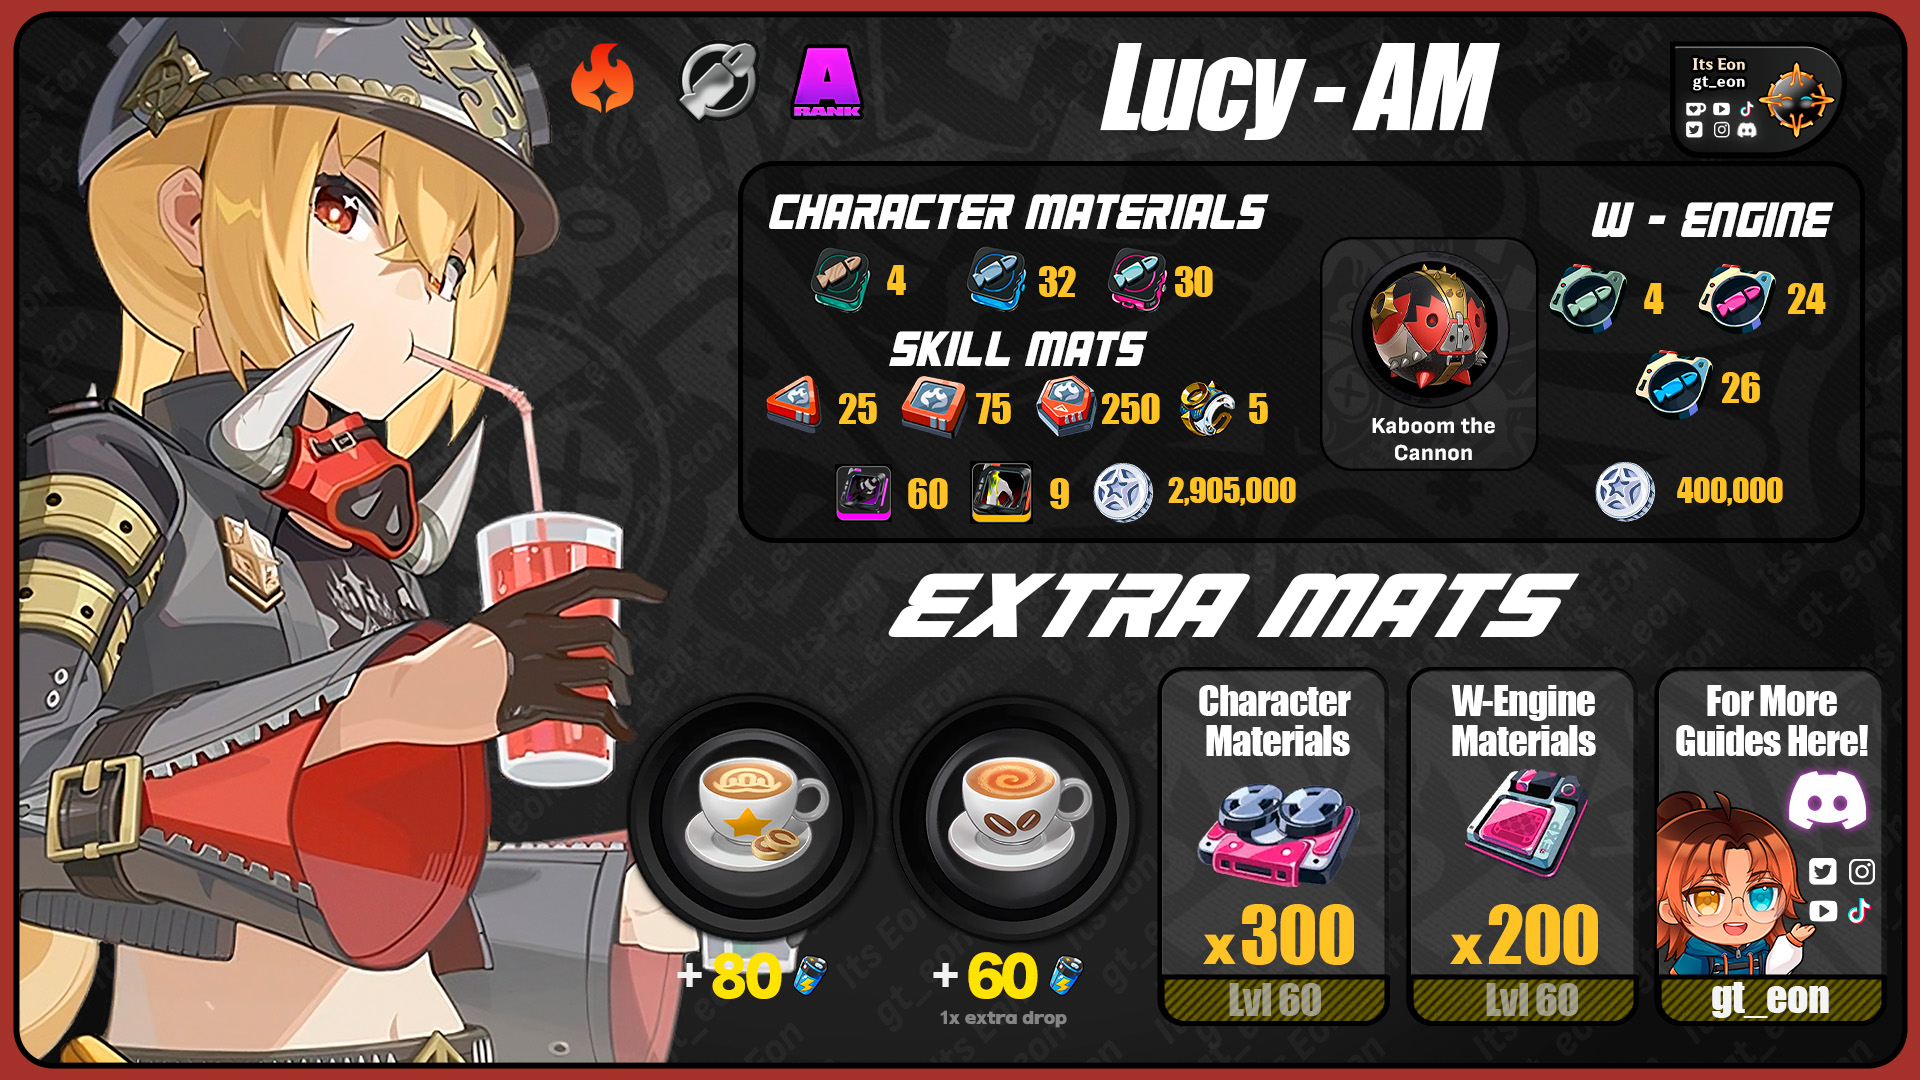 A
RANK
Lucy - AM
Its Eon
gt_eon
CHARACTER MATERIALS
4 32 30
SKILL MATS
25 75 250 5
60 9 2,905,000
Kaboom the
Cannon
W - ENGINE
4 24
26
400,000
EXTRA MATS
+80
+60
1x extra drop
Character
Materials
x300
Lvl 60
W-Engine
Materials
EXP
x200
Lvl 60
For More
Guides Here!
gt_eon